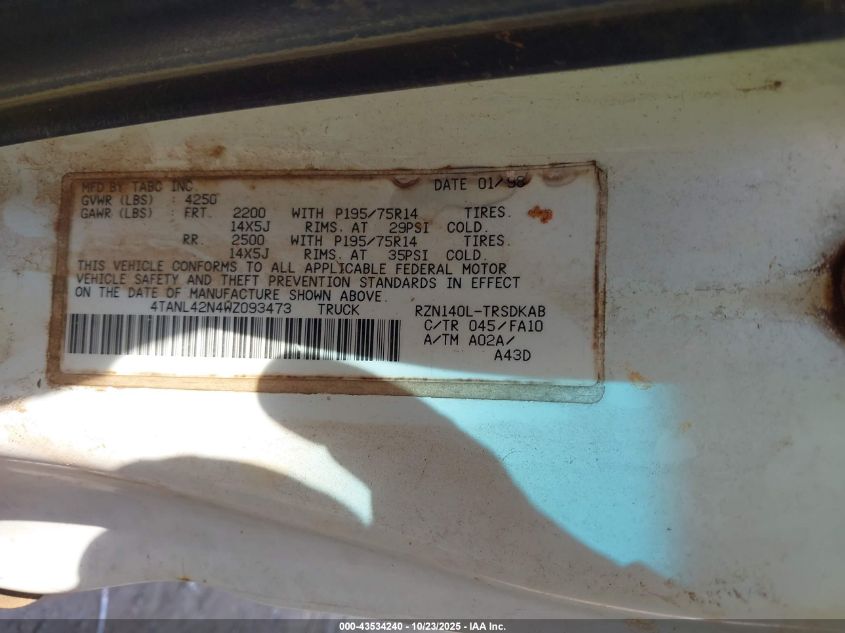 MFD BY TABC INC. DATE 01/98
GVWR (LBS) : 4250
GAWR (LBS) : FRT. 2200 WITH P195/75R14 TIRES.
14X5J RIMS. AT 29PSI COLD.
RR. 2500 WITH P195/75R14 TIRES.
14X5J RIMS. AT 35PSI COLD.
THIS VEHICLE CONFORMS TO ALL APPLICABLE FEDERAL MOTOR
VEHICLE SAFETY AND THEFT PREVENTION STANDARDS IN EFFECT
ON THE DATE OF MANUFACTURE SHOWN ABOVE.
4TANL42N4WZ093473 TRUCK RZN140L-TRSDKAB
C/TR 045/FA10
A/TM A02A/
A43D
000-43534240 - 10/23/2025 - IAA Inc.